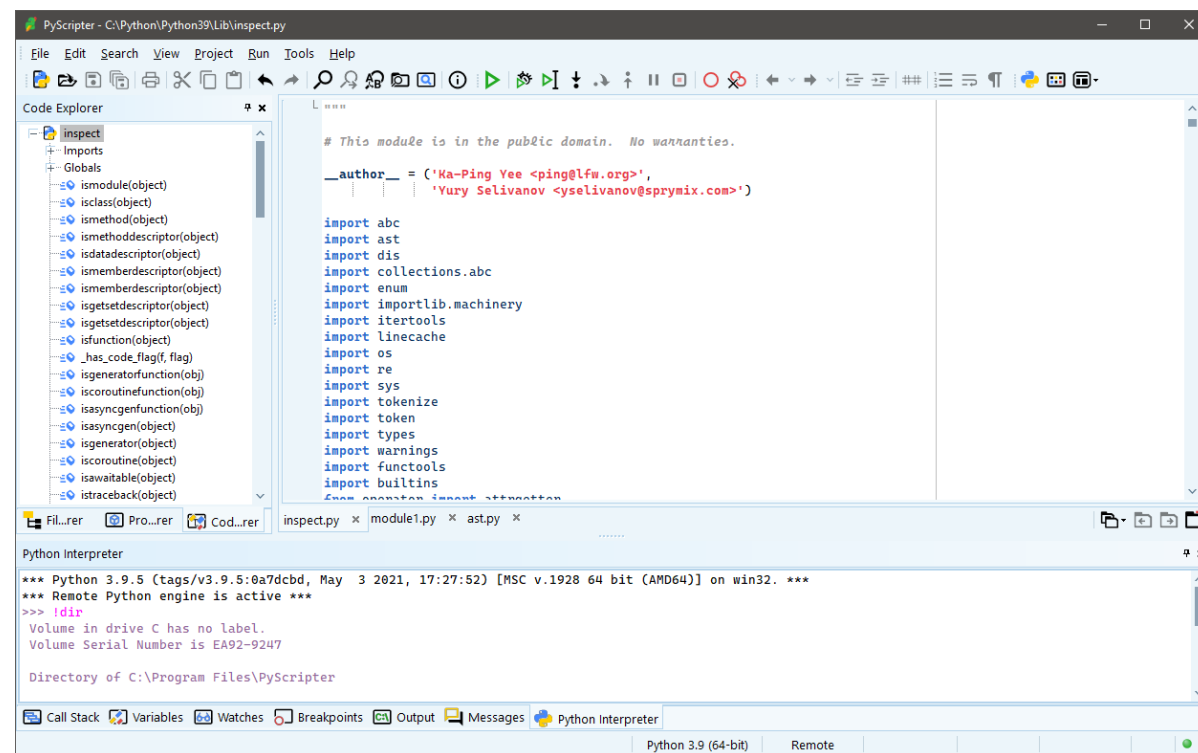 PyScripter - C:\Python\Python39\Lib\inspect.py
File Edit Search View Project Run Tools Help
Code Explorer
inspect
Imports
Globals
ismodule(object)
isclass(object)
ismethod(object)
ismethoddescriptor(object)
isdatadescriptor(object)
ismemberdescriptor(object)
ismemberdescriptor(object)
isgetsetdescriptor(object)
isgetsetdescriptor(object)
isfunction(object)
_has_code_flag(f, flag)
isgeneratorfunction(obj)
iscoroutinefunction(obj)
isasyncgenfunction(obj)
isasyncgen(object)
isgenerator(object)
iscoroutine(object)
isawaitable(object)
istraceback(object)
Fil...rer Pro...rer Cod...rer
"""
# This module is in the public domain.  No warranties.
__author__ = ('Ka-Ping Yee <ping@lfw.org>',
'Yury Selivanov <yselivanov@sprymix.com>')
import abc
import ast
import dis
import collections.abc
import enum
import importlib.machinery
import itertools
import linecache
import os
import re
import sys
import tokenize
import token
import types
import warnings
import functools
import builtins
from operator import attrgetter
inspect.py × module1.py × ast.py ×
Python Interpreter
*** Python 3.9.5 (tags/v3.9.5:0a7dcbd, May  3 2021, 17:27:52) [MSC v.1928 64 bit (AMD64)] on win32. ***
*** Remote Python engine is active ***
>>> !dir
Volume in drive C has no label.
Volume Serial Number is EA92-9247
Directory of C:\Program Files\PyScripter
Call Stack Variables Watches Breakpoints Output Messages Python Interpreter
Python 3.9 (64-bit) Remote